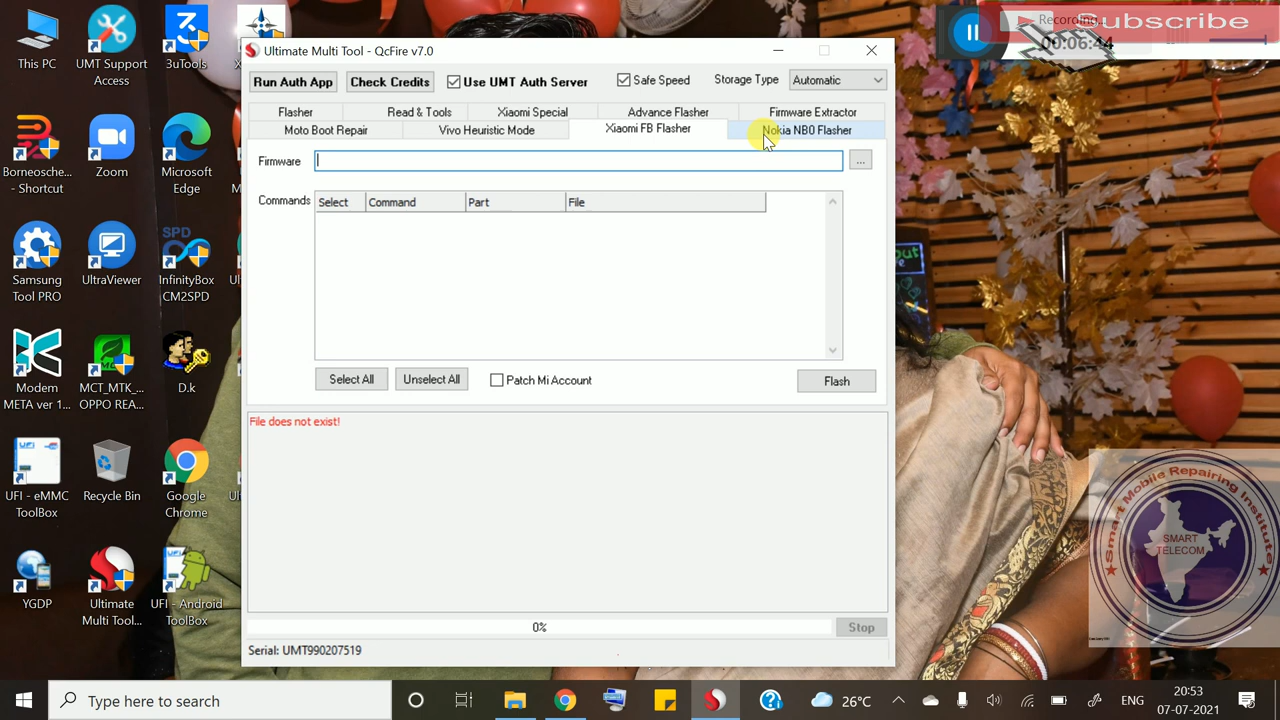 This PC
UMT Support
Access
3uTools
Borneosche...
- Shortcut
Zoom
Microsoft
Edge
Samsung
Tool PRO
UltraViewer
SPD
InfinityBox
CM2SPD
Modem
META ver 1...
MCT_MTK_...
OPPO REA...
D.k
UFI
UFI - eMMC
ToolBox
Recycle Bin
Google
Chrome
YGDP
Ultimate
Multi Tool...
UFI
UFI - Android
ToolBox
Ultimate Multi Tool - QcFire v7.0
Run Auth App
Check Credits
Use UMT Auth Server
Safe Speed
Storage Type
Automatic
Flasher
Read & Tools
Xiaomi Special
Advance Flasher
Firmware Extractor
Moto Boot Repair
Vivo Heuristic Mode
Xiaomi FB Flasher
Nokia NB0 Flasher
Firmware
...
Commands
Select
Command
Part
File
Select All
Unselect All
Patch Mi Account
Flash
File does not exist!
0%
Stop
Serial: UMT990207519
Recording...
Subscribe
00:06:44
Smart Mobile Repairing Institute
SMART
TELECOM
Type here to search
26°C
ENG
20:53
07-07-2021